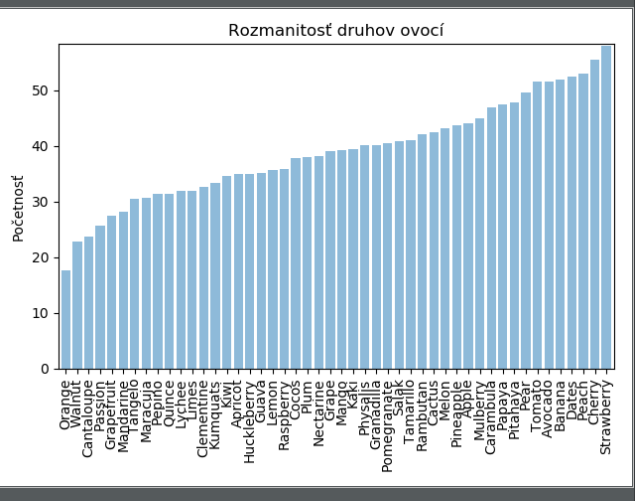 Rozmanitosť druhov ovocí
Početnosť
50
40
30
20
10
0
Orange
Walnut
Cantaloupe
Passion
Grapefruit
Mandarine
Tangelo
Maracuja
Pepino
Quince
Lychee
Limes
Clementine
Kumquats
Kiwi
Apricot
Huckleberry
Guava
Lemon
Raspberry
Cocos
Plum
Nectarine
Grape
Mango
Kaki
Physalis
Granadilla
Pomegranate
Salak
Tamarillo
Rambutan
Cactus
Melon
Pineapple
Apple
Mulberry
Carambula
Papaya
Pitahaya
Pear
Tomato
Avocado
Banana
Dates
Peach
Cherry
Strawberry